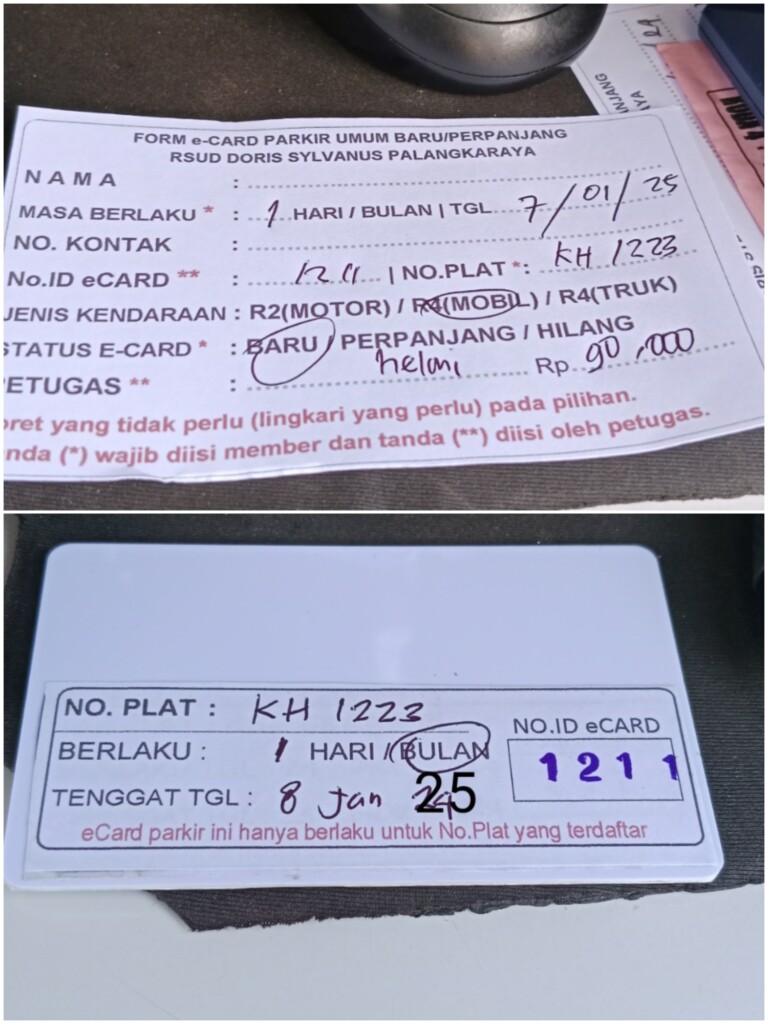 FORM e-CARD PARKIR UMUM BARU/PERPANJANG
RSUD DORIS SYLVANUS PALANGKARAYA
NAMA :
MASA BERLAKU * : 1 HARI / BULAN | TGL 7/01/25
NO. KONTAK :
No.ID eCARD ** : 1211 | NO.PLAT *: KH 1223
JENIS KENDARAAN : R2(MOTOR) / R4(MOBIL) / R4(TRUK)
STATUS E-CARD * : BARU / PERPANJANG / HILANG
ETUGAS ** : helmi Rp 90,000
oret yang tidak perlu (lingkari yang perlu) pada pilihan.
nda (*) wajib diisi member dan tanda (**) diisi oleh petugas.
NO. PLAT : KH 1223
BERLAKU : 1 HARI / BULAN
TENGGAT TGL : 8 Jan 25
NO.ID eCARD
1211
eCard parkir ini hanya berlaku untuk No.Plat yang terdaftar